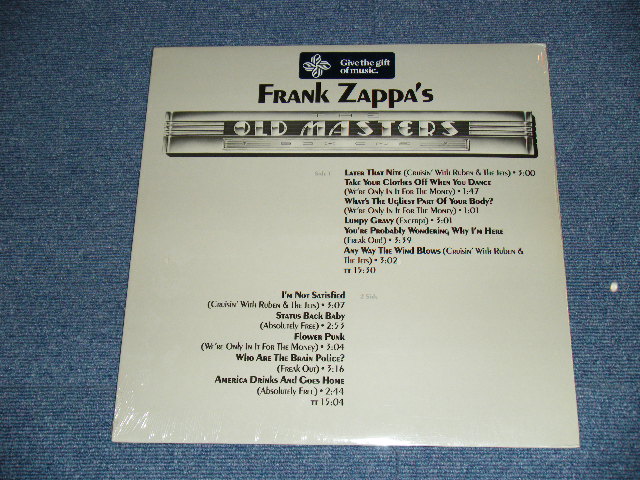 Give the gift
of music.
Frank Zappa's
THE
OLD MASTERS
Side 1
Later That Nite (Cruisin' With Ruben & The Jets) • 3:00
Take Your Clothes Off When You Dance
(We're Only In It For The Money) • 1:47
What's The Ugliest Part Of Your Body?
(We're Only In It For The Money) • 1:01
Lumpy Gravy (Excerpt) • 3:01
You're Probably Wondering Why I'm Here
(Freak Out!) • 3:39
Any Way The Wind Blows (Cruisin' With Ruben &
The Jets) • 3:02
TT 15:30
I'm Not Satisfied
2 Side
(Cruisin' With Ruben & The Jets) • 3:07
Status Back Baby
(Absolutely Free) • 2:53
Flower Punk
(We're Only In It For The Money) • 3:04
Who Are The Brain Police?
(Freak Out) • 3:16
America Drinks And Goes Home
(Absolutely Free) • 2:44
TT 15:04